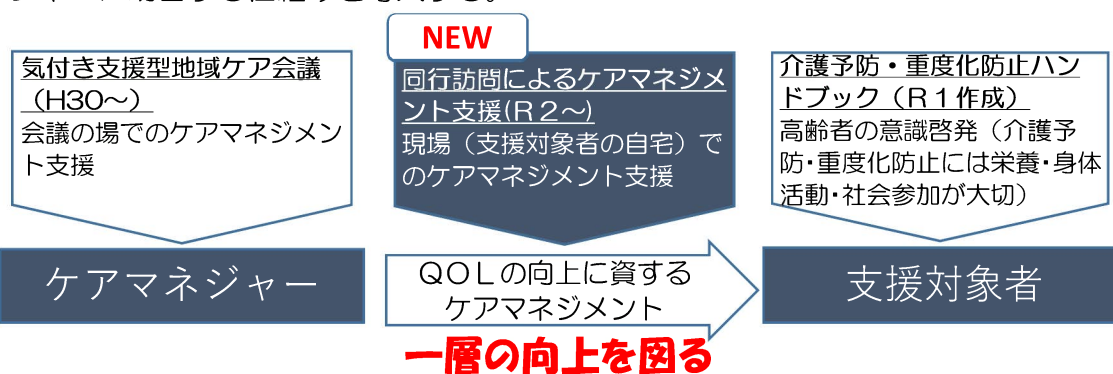 NEW
気付き支援型地域ケア会議
（H30～）
会議の場でのケアマネジメン
ト支援
同行訪問によるケアマネジメ
ント支援(R２～)
現場（支援対象者の自宅）で
のケアマネジメント支援
介護予防・重度化防止ハン
ドブック（R１作成）
高齢者の意識啓発（介護予
防・重度化防止には栄養・身体
活動・社会参加が大切）
ケアマネジャー
QOLの向上に資する
ケアマネジメント
支援対象者
一層の向上を図る